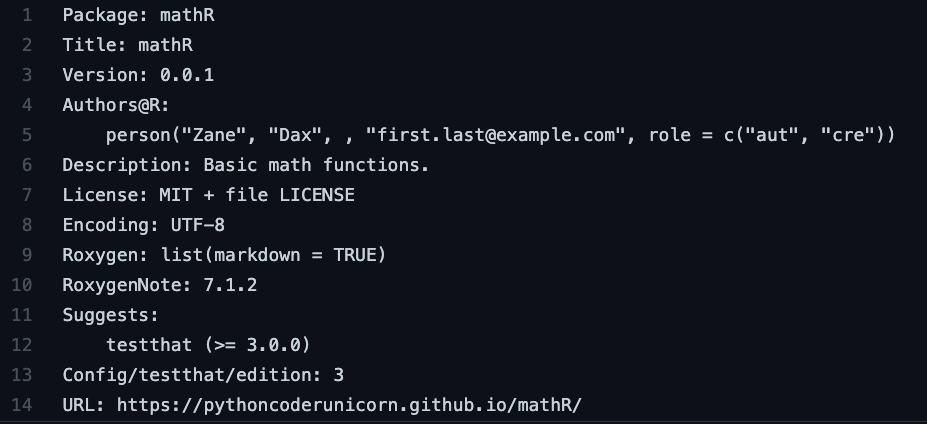 1 Package: mathR
2 Title: mathR
3 Version: 0.0.1
4 Authors@R:
5     person("Zane", "Dax", , "first.last@example.com", role = c("aut", "cre"))
6 Description: Basic math functions.
7 License: MIT + file LICENSE
8 Encoding: UTF-8
9 Roxygen: list(markdown = TRUE)
10 RoxygenNote: 7.1.2
11 Suggests:
12     testthat (>= 3.0.0)
13 Config/testthat/edition: 3
14 URL: https://pythoncoderunicorn.github.io/mathR/